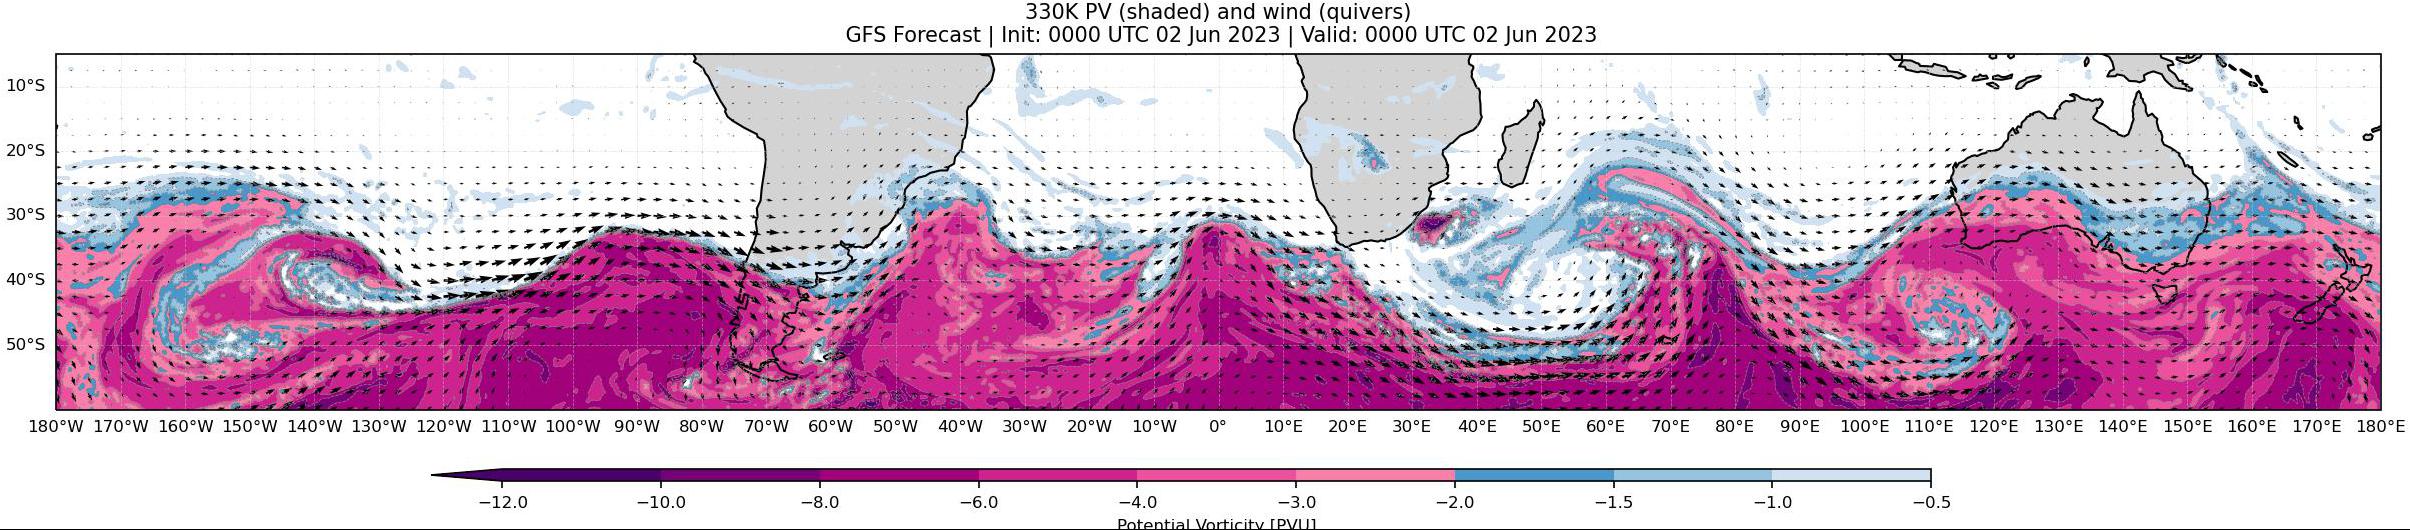 330K PV (shaded) and wind (quivers)
GFS Forecast | Init: 0000 UTC 02 Jun 2023 | Valid: 0000 UTC 02 Jun 2023
10°S
20°S
30°S
40°S
50°S
180°W 170°W 160°W 150°W 140°W 130°W 120°W 110°W 100°W 90°W 80°W 70°W 60°W 50°W 40°W 30°W 20°W 10°W 0° 10°E 20°E 30°E 40°E 50°E 60°E 70°E 80°E 90°E 100°E 110°E 120°E 130°E 140°E 150°E 160°E 170°E 180°E
−12.0 −10.0 −8.0 −6.0 −4.0 −3.0 −2.0 −1.5 −1.0 −0.5
Potential Vorticity [PVU]